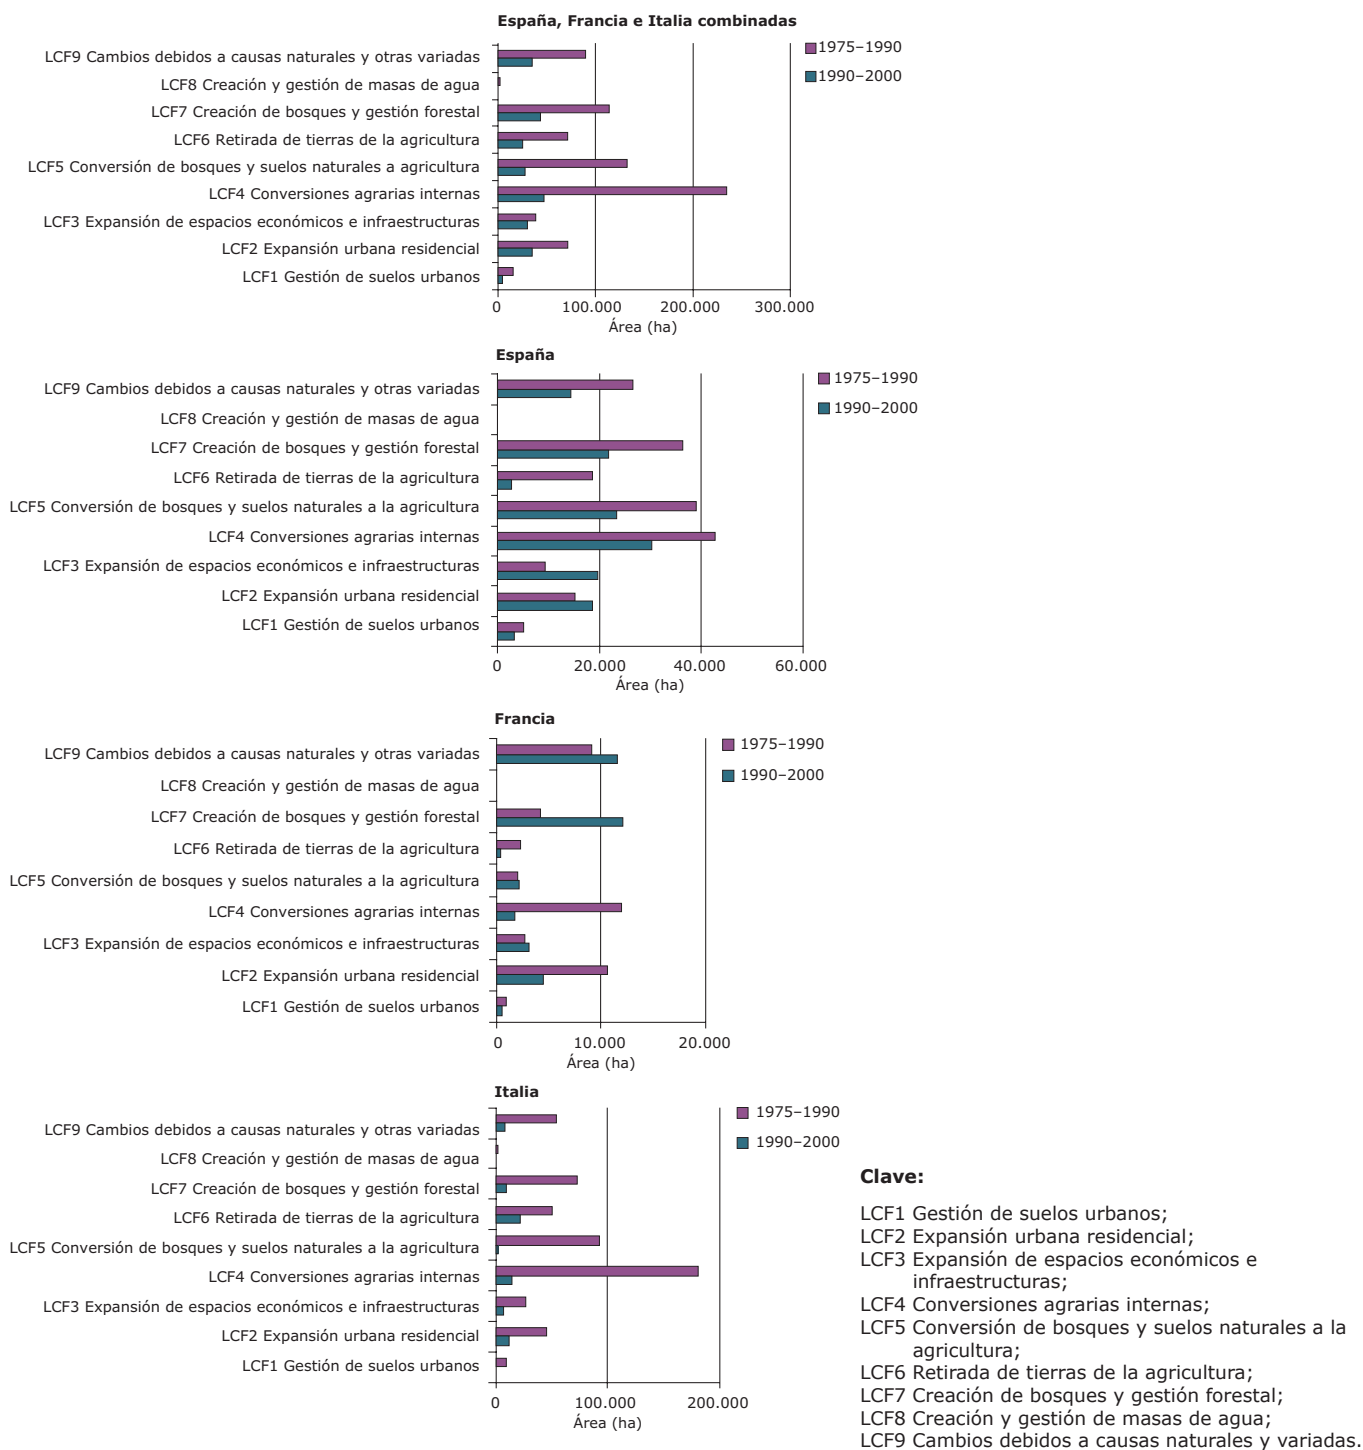 España, Francia e Italia combinadas
1975–1990
1990–2000
LCF9 Cambios debidos a causas naturales y otras variadas
LCF8 Creación y gestión de masas de agua
LCF7 Creación de bosques y gestión forestal
LCF6 Retirada de tierras de la agricultura
LCF5 Conversión de bosques y suelos naturales a agricultura
LCF4 Conversiones agrarias internas
LCF3 Expansión de espacios económicos e infraestructuras
LCF2 Expansión urbana residencial
LCF1 Gestión de suelos urbanos
0 100.000 200.000 300.000
Área (ha)
España
1975–1990
1990–2000
LCF9 Cambios debidos a causas naturales y otras variadas
LCF8 Creación y gestión de masas de agua
LCF7 Creación de bosques y gestión forestal
LCF6 Retirada de tierras de la agricultura
LCF5 Conversión de bosques y suelos naturales a la agricultura
LCF4 Conversiones agrarias internas
LCF3 Expansión de espacios económicos e infraestructuras
LCF2 Expansión urbana residencial
LCF1 Gestión de suelos urbanos
0 20.000 40.000 60.000
Área (ha)
Francia
1975–1990
1990–2000
LCF9 Cambios debidos a causas naturales y otras variadas
LCF8 Creación y gestión de masas de agua
LCF7 Creación de bosques y gestión forestal
LCF6 Retirada de tierras de la agricultura
LCF5 Conversión de bosques y suelos naturales a la agricultura
LCF4 Conversiones agrarias internas
LCF3 Expansión de espacios económicos e infraestructuras
LCF2 Expansión urbana residencial
LCF1 Gestión de suelos urbanos
0 10.000 20.000
Área (ha)
Italia
1975–1990
1990–2000
LCF9 Cambios debidos a causas naturales y otras variadas
LCF8 Creación y gestión de masas de agua
LCF7 Creación de bosques y gestión forestal
LCF6 Retirada de tierras de la agricultura
LCF5 Conversión de bosques y suelos naturales a la agricultura
LCF4 Conversiones agrarias internas
LCF3 Expansión de espacios económicos e infraestructuras
LCF2 Expansión urbana residencial
LCF1 Gestión de suelos urbanos
0 100.000 200.000
Área (ha)
Clave:
LCF1 Gestión de suelos urbanos;
LCF2 Expansión urbana residencial;
LCF3 Expansión de espacios económicos e
infraestructuras;
LCF4 Conversiones agrarias internas;
LCF5 Conversión de bosques y suelos naturales a la
agricultura;
LCF6 Retirada de tierras de la agricultura;
LCF7 Creación de bosques y gestión forestal;
LCF8 Creación y gestión de masas de agua;
LCF9 Cambios debidos a causas naturales y variadas.